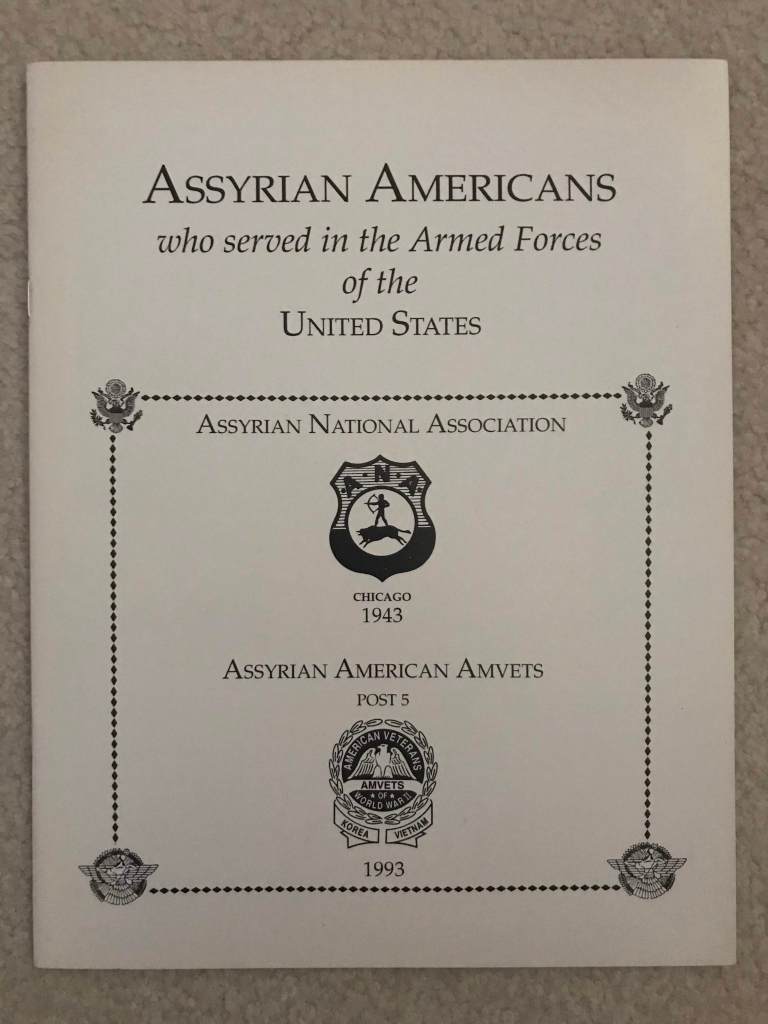 ASSYRIAN AMERICANS
who served in the Armed Forces
of the
UNITED STATES
ASSYRIAN NATIONAL ASSOCIATION
A·N·A
CHICAGO
1943
ASSYRIAN AMERICAN AMVETS
POST 5
AMERICAN VETERANS
AMVETS
★ OF ★
WORLD WAR II
KOREA VIETNAM
1993